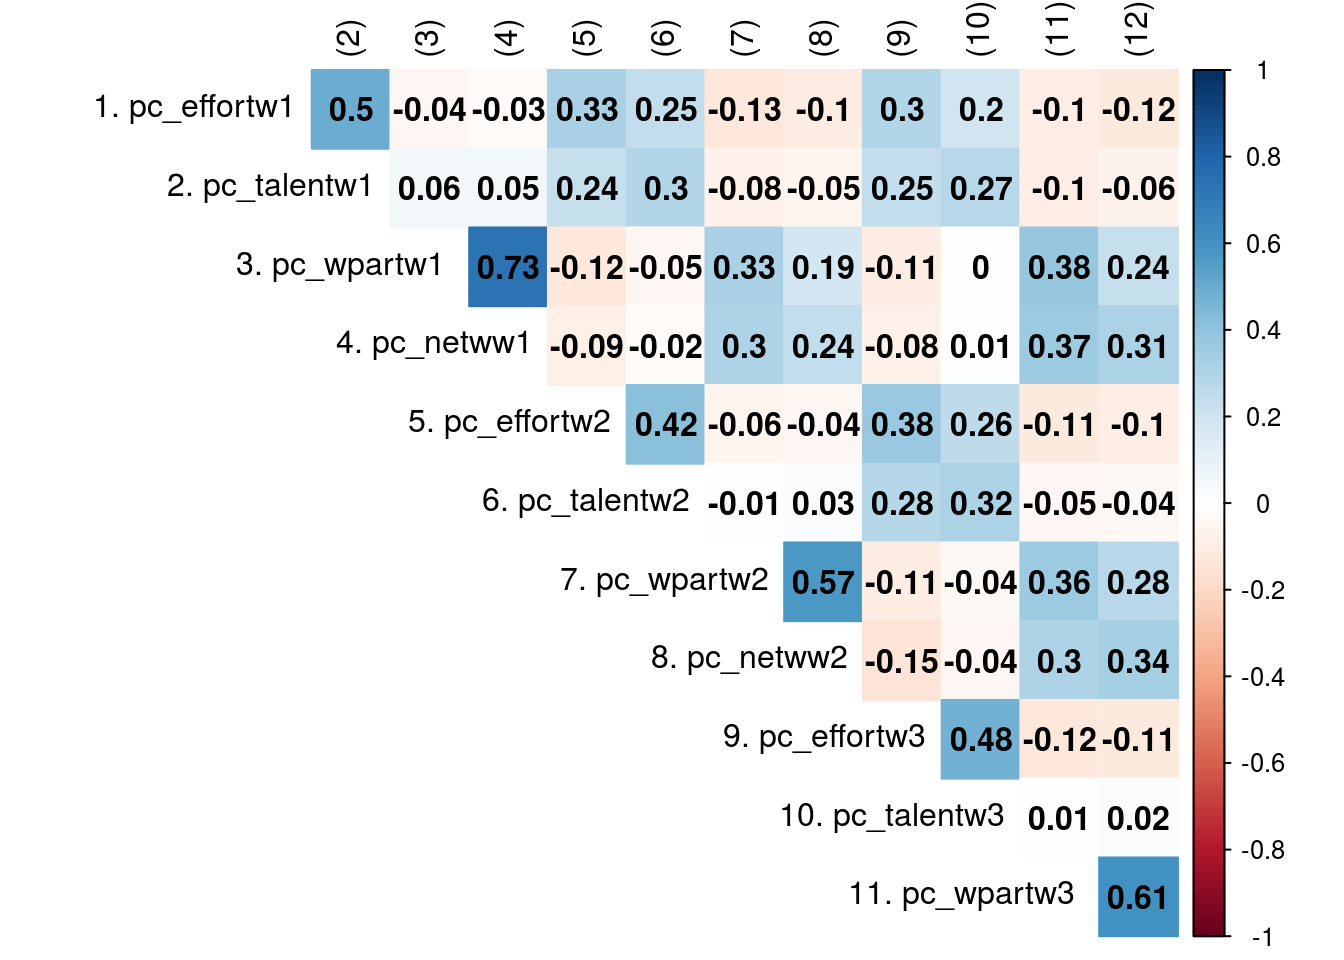 (2) (3) (4) (5) (6) (7) (8) (9) (10) (11) (12)
1. pc_effortw1 0.5 -0.04 -0.03 0.33 0.25 -0.13 -0.1 0.3 0.2 -0.1 -0.12
2. pc_talentw1 0.06 0.05 0.24 0.3 -0.08 -0.05 0.25 0.27 -0.1 -0.06
3. pc_wpartw1 0.73 -0.12 -0.05 0.33 0.19 -0.11 0 0.38 0.24
4. pc_netww1 -0.09 -0.02 0.3 0.24 -0.08 0.01 0.37 0.31
5. pc_effortw2 0.42 -0.06 -0.04 0.38 0.26 -0.11 -0.1
6. pc_talentw2 -0.01 0.03 0.28 0.32 -0.05 -0.04
7. pc_wpartw2 0.57 -0.11 -0.04 0.36 0.28
8. pc_netww2 -0.15 -0.04 0.3 0.34
9. pc_effortw3 0.48 -0.12 -0.11
10. pc_talentw3 0.01 0.02
11. pc_wpartw3 0.61
1
0.8
0.6
0.4
0.2
0
-0.2
-0.4
-0.6
-0.8
-1